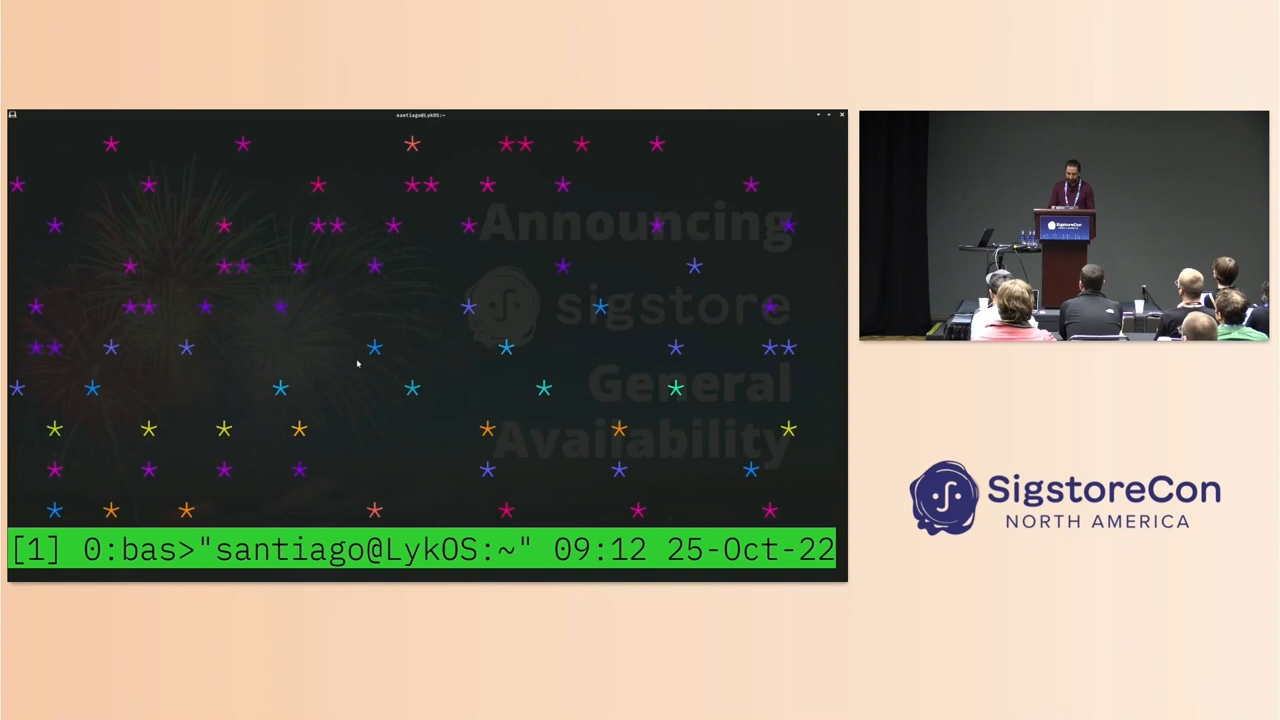 santiago@LykOS:~
Announcing
sigstore
General
Availability
[1] 0:bas>"santiago@LykOS:~" 09:12 25-Oct-22
SigstoreCon
SigstoreCon
NORTH AMERICA